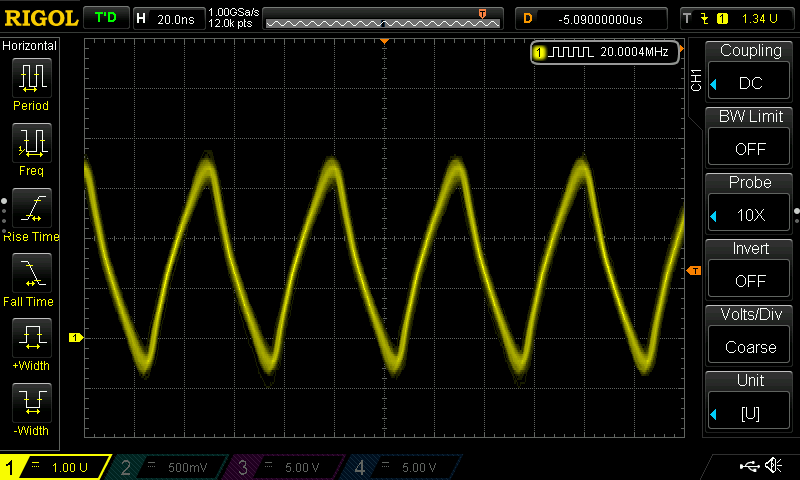 RIGOL T'D H 20.0ns 1.00GSa/s 12.0k pts D -5.09000000us T 1 1.34 U
Horizontal
Period
Freq
Rise Time
Fall Time
+Width
-Width
1 20.0004MHz
T
T
1
CH1
Coupling
DC
BW Limit
OFF
Probe
10X
Invert
OFF
Volts/Div
Coarse
Unit
[U]
1 1.00 U 2 500mV 3 5.00 V 4 5.00 V